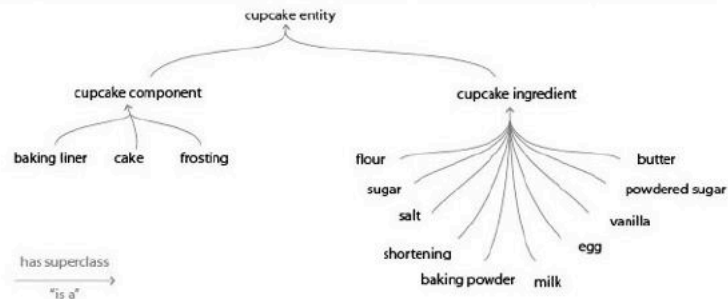 cupcake entity
cupcake component
cupcake ingredient
baking liner
cake
frosting
flour
butter
sugar
powdered sugar
salt
vanilla
shortening
egg
baking powder
milk
has superclass
"is a"